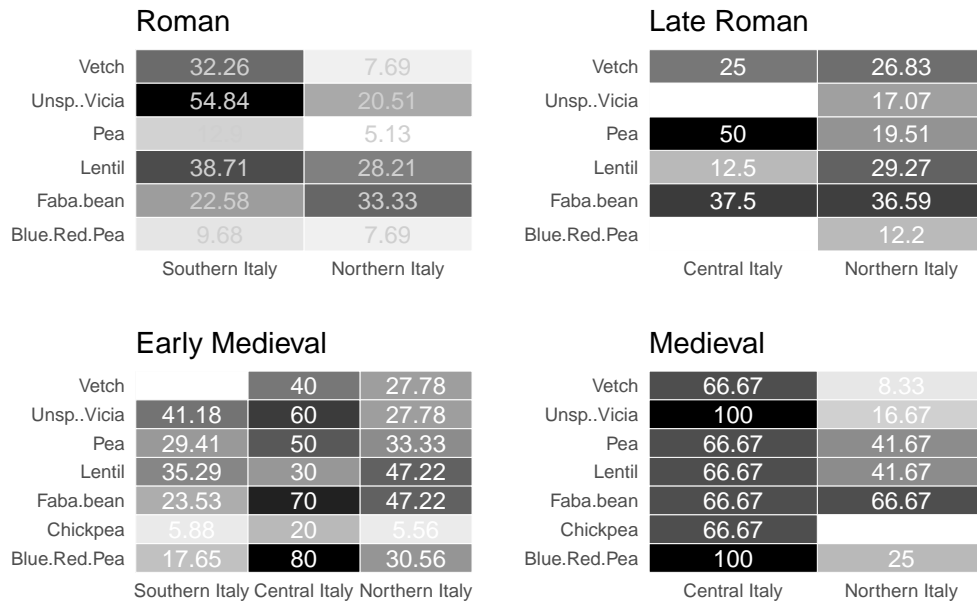 Roman
Vetch 32.26 7.69
Unsp..Vicia 54.84 20.51
Pea 12.9 5.13
Lentil 38.71 28.21
Faba.bean 22.58 33.33
Blue.Red.Pea 9.68 7.69
Southern Italy Northern Italy
Late Roman
Vetch 25 26.83
Unsp..Vicia 17.07
Pea 50 19.51
Lentil 12.5 29.27
Faba.bean 37.5 36.59
Blue.Red.Pea 12.2
Central Italy Northern Italy
Early Medieval
Vetch 40 27.78
Unsp..Vicia 41.18 60 27.78
Pea 29.41 50 33.33
Lentil 35.29 30 47.22
Faba.bean 23.53 70 47.22
Chickpea 5.88 20 5.56
Blue.Red.Pea 17.65 80 30.56
Southern Italy Central Italy Northern Italy
Medieval
Vetch 66.67 8.33
Unsp..Vicia 100 16.67
Pea 66.67 41.67
Lentil 66.67 41.67
Faba.bean 66.67 66.67
Chickpea 66.67
Blue.Red.Pea 100 25
Central Italy Northern Italy